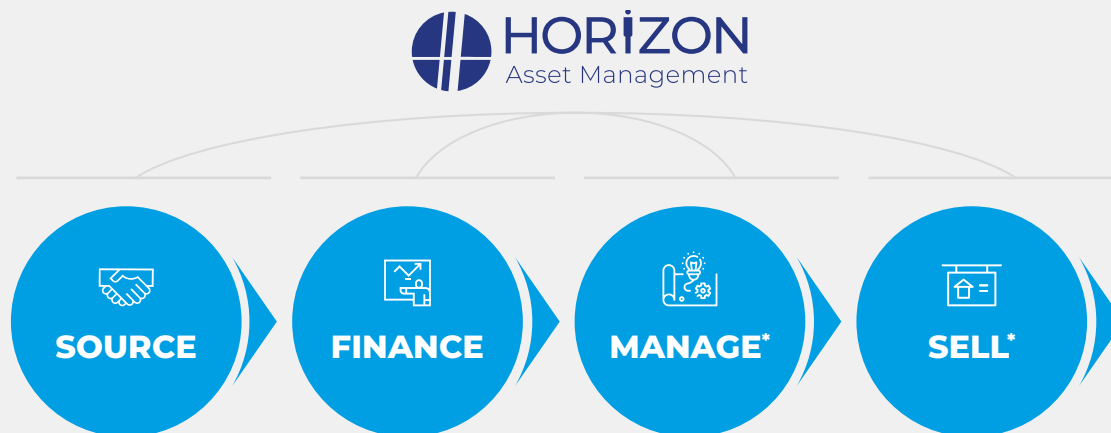 HORIZON
Asset Management
SOURCE
FINANCE
MANAGE*
SELL*